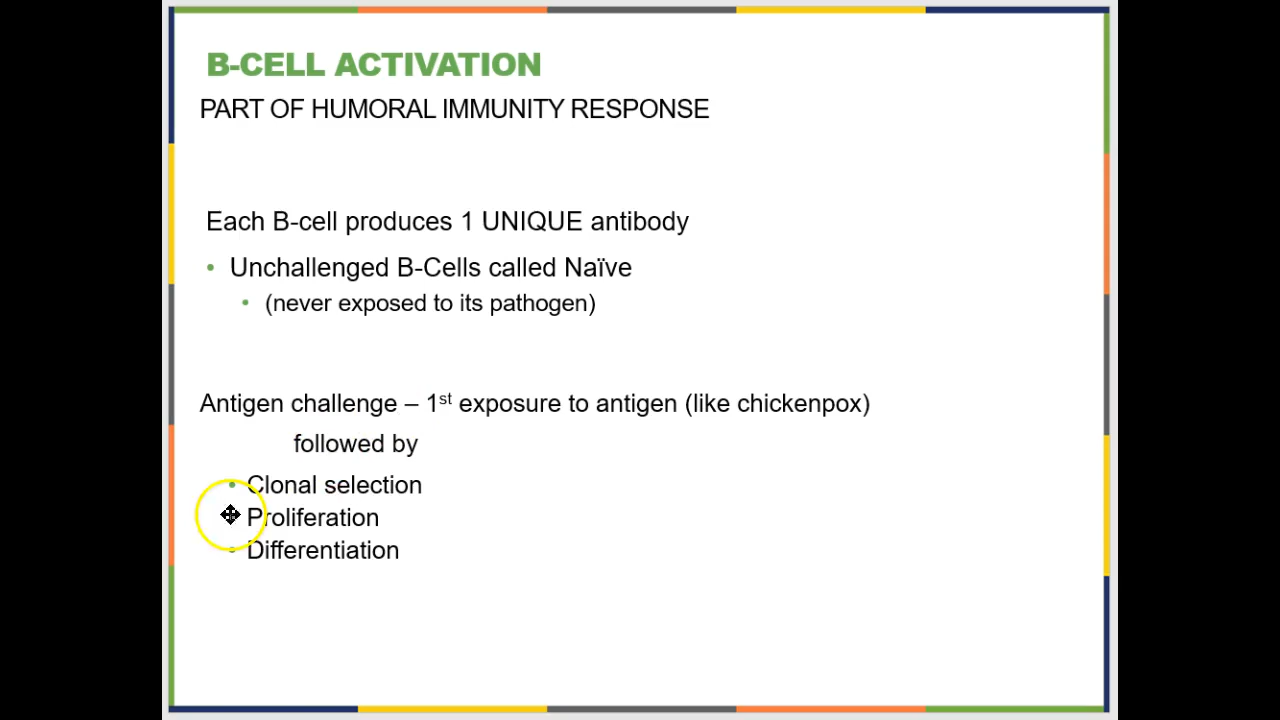 B-CELL ACTIVATION
PART OF HUMORAL IMMUNITY RESPONSE
Each B-cell produces 1 UNIQUE antibody
• Unchallenged B-Cells called Naïve
• (never exposed to its pathogen)
Antigen challenge – 1st exposure to antigen (like chickenpox)
followed by
• Clonal selection
Proliferation
• Differentiation